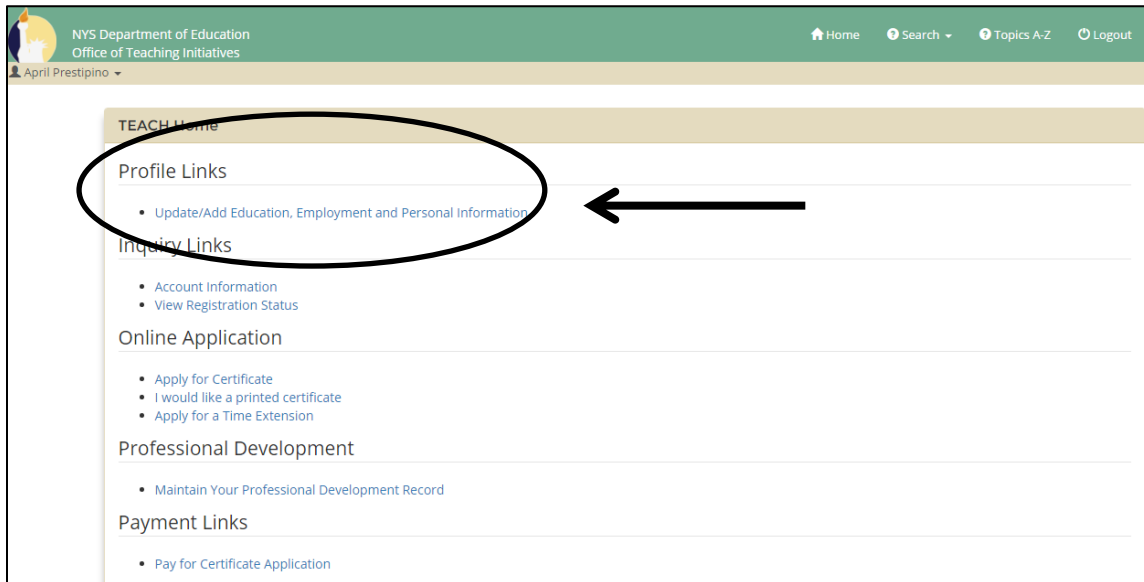 NYS Department of Education
Office of Teaching Initiatives
Home Search Topics A-Z Logout
April Prestipino
TEACH Home
Profile Links
Update/Add Education, Employment and Personal Information
Inquiry Links
Account Information
View Registration Status
Online Application
Apply for Certificate
I would like a printed certificate
Apply for a Time Extension
Professional Development
Maintain Your Professional Development Record
Payment Links
Pay for Certificate Application